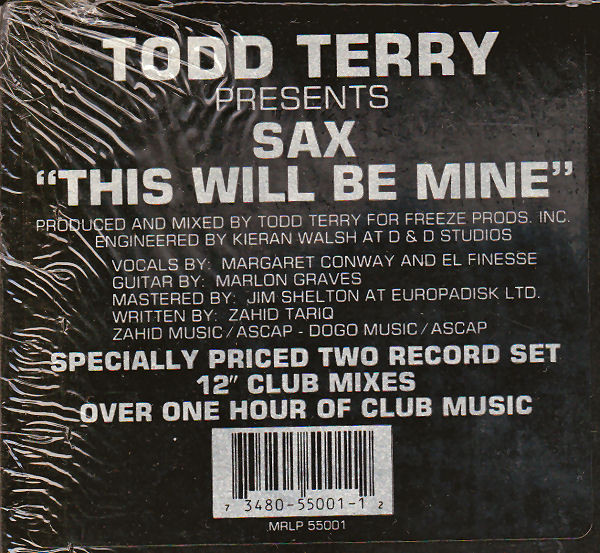 TODD TERRY
PRESENTS
SAX
"THIS WILL BE MINE"
PRODUCED AND MIXED BY TODD TERRY FOR FREEZE PRODS. INC.
ENGINEERED BY KIERAN WALSH AT D & D STUDIOS
VOCALS BY: MARGARET CONWAY AND EL FINESSE
GUITAR BY: MARLON GRAVES
MASTERED BY: JIM SHELTON AT EUROPADISK LTD.
WRITTEN BY: ZAHID TARIQ
ZAHID MUSIC/ASCAP - DOGO MUSIC/ASCAP
SPECIALLY PRICED TWO RECORD SET
12" CLUB MIXES
OVER ONE HOUR OF CLUB MUSIC
7 3480-55001-1 2
MRLP 55001